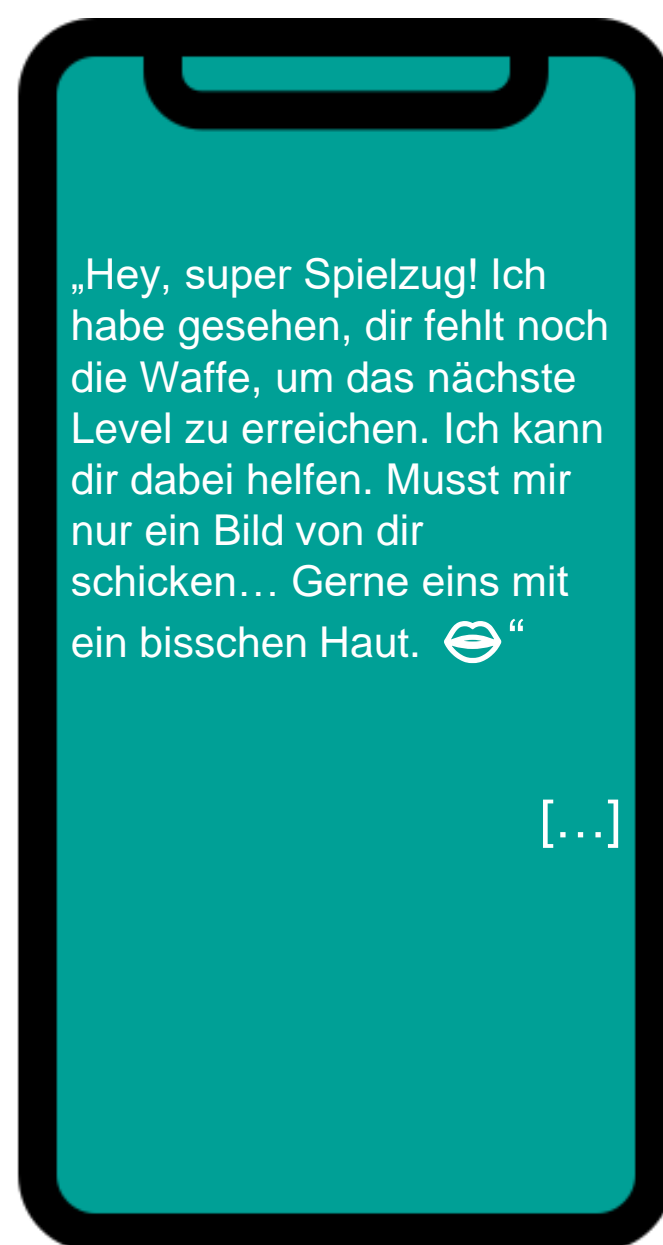 „Hey, super Spielzug! Ich
habe gesehen, dir fehlt noch
die Waffe, um das nächste
Level zu erreichen. Ich kann
dir dabei helfen. Musst mir
nur ein Bild von dir
schicken… Gerne eins mit
ein bisschen Haut. “
[…]